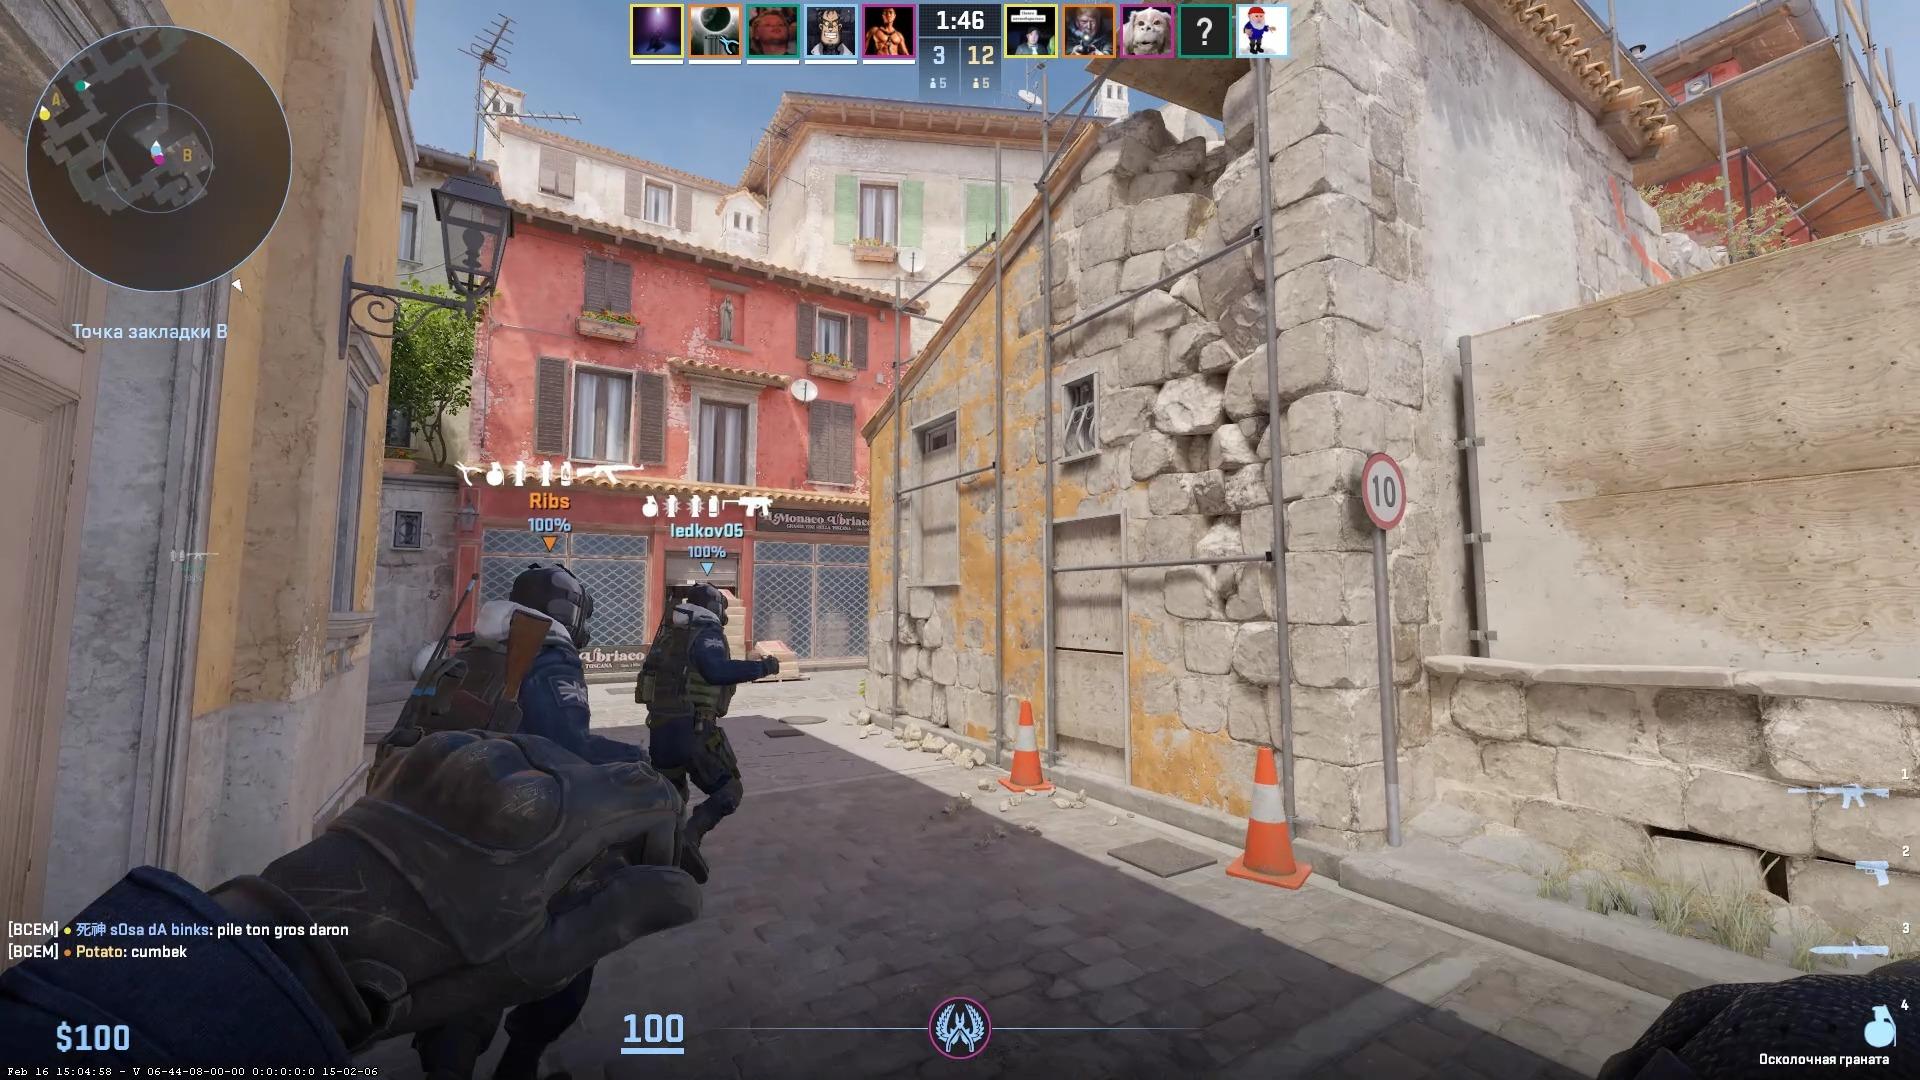 1:46
3 12
5 5
?
A
B
Точка закладки B
Ribs
100%
ledkov05
100%
Monaco Ubriaco
Ubriaco
TOSCANA
10
1
2
3
4
[ВСЕМ] ● 死神 sOsa dA binks: pile ton gros daron
[ВСЕМ] ● Potato: cumbek
$100
100
Осколочная граната
Feb 16 15:04:58 - V 06-44-08-00-00 0:0:0:0:0 15-02-06